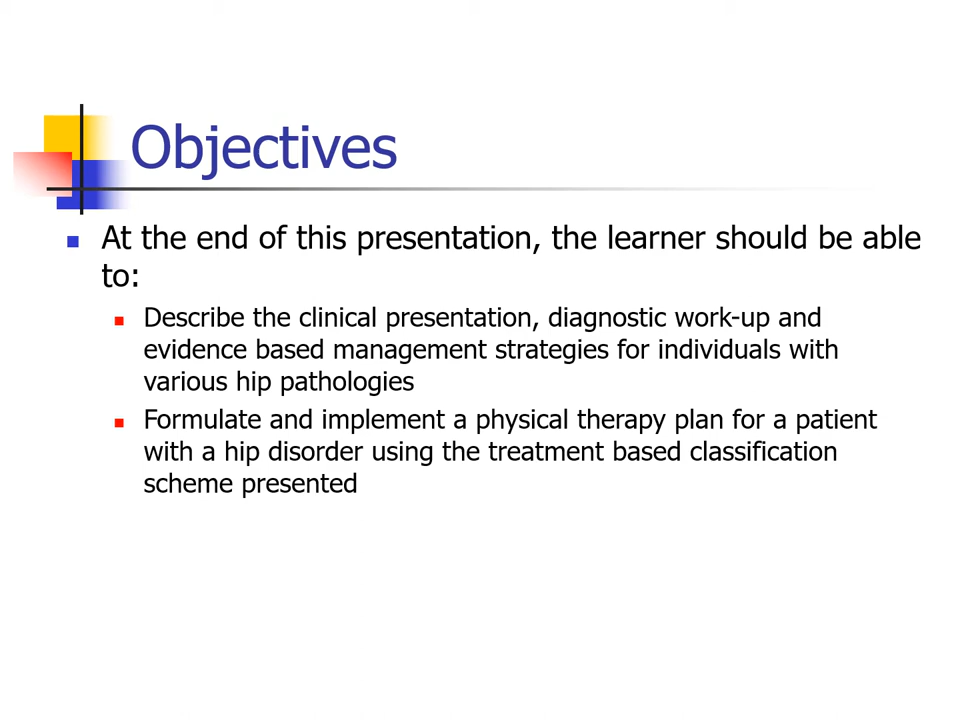 Objectives
At the end of this presentation, the learner should be able
to:
Describe the clinical presentation, diagnostic work-up and
evidence based management strategies for individuals with
various hip pathologies
Formulate and implement a physical therapy plan for a patient
with a hip disorder using the treatment based classification
scheme presented